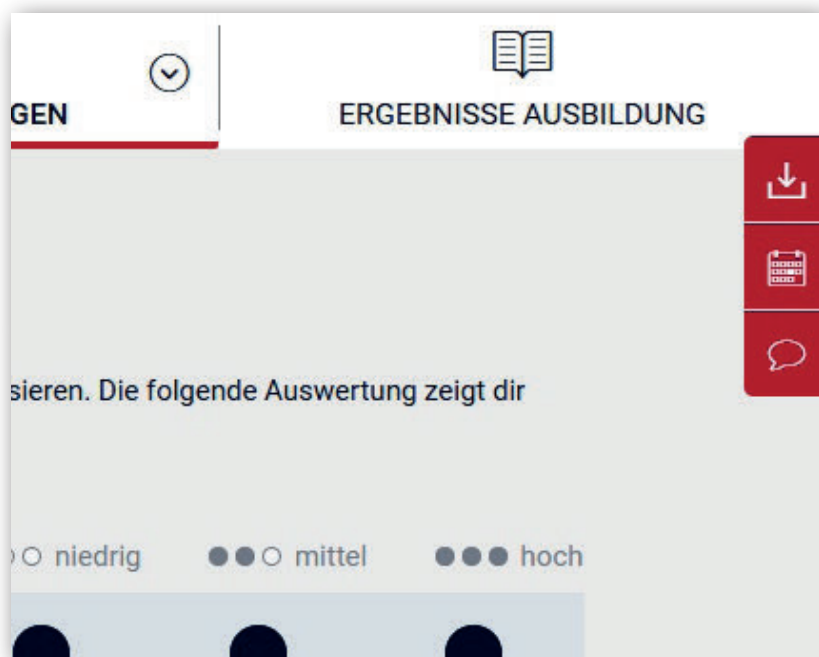 GEN
ERGEBNISSE AUSBILDUNG
sieren. Die folgende Auswertung zeigt dir
niedrig mittel hoch